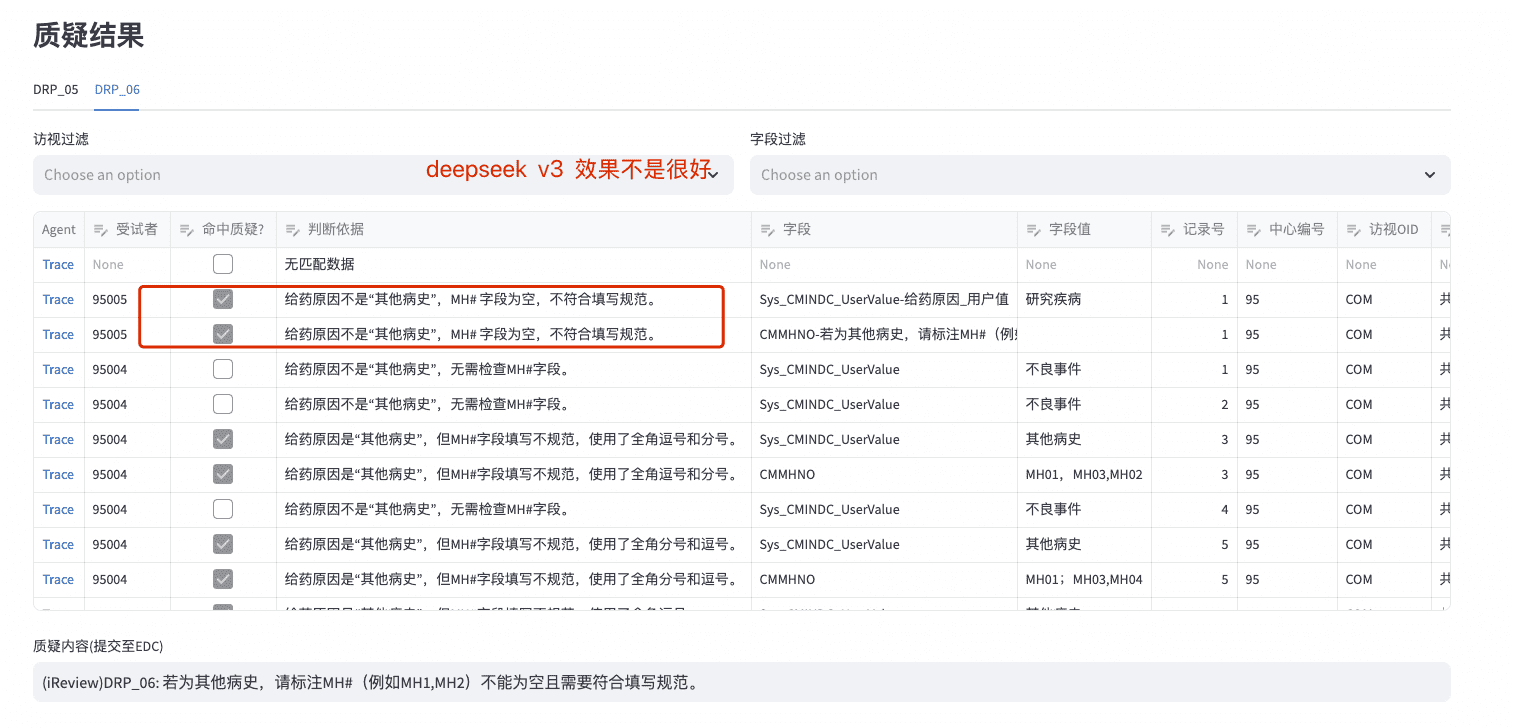 质疑结果
DRP_05 DRP_06
访视过滤 字段过滤
Choose an option deepseek v3 效果不是很好 Choose an option
Agent 受试者 命中质疑? 判断依据 字段 字段值 记录号 中心编号 访视OID
Trace None 无匹配数据 None None None None None
Trace 95005 给药原因不是“其他病史”，MH# 字段为空，不符合填写规范。 Sys_CMINDC_UserValue-给药原因_用户值 研究疾病 1 95 COM 共
Trace 95005 给药原因不是“其他病史”，MH# 字段为空，不符合填写规范。 CMMHNO-若为其他病史，请标注MH#（例 1 95 COM 共
Trace 95004 给药原因不是“其他病史”，无需检查MH#字段。 Sys_CMINDC_UserValue 不良事件 1 95 COM 共
Trace 95004 给药原因不是“其他病史”，无需检查MH#字段。 Sys_CMINDC_UserValue 不良事件 2 95 COM 共
Trace 95004 给药原因是“其他病史”，但MH#字段填写不规范，使用了全角逗号和分号。 Sys_CMINDC_UserValue 其他病史 3 95 COM 共
Trace 95004 给药原因是“其他病史”，但MH#字段填写不规范，使用了全角逗号和分号。 CMMHNO MH01，MH03,MH02 3 95 COM 共
Trace 95004 给药原因不是“其他病史”，无需检查MH#字段。 Sys_CMINDC_UserValue 不良事件 4 95 COM 共
Trace 95004 给药原因是“其他病史”，但MH#字段填写不规范，使用了全角分号和逗号。 Sys_CMINDC_UserValue 其他病史 5 95 COM 共
Trace 95004 给药原因是“其他病史”，但MH#字段填写不规范，使用了全角分号和逗号。 CMMHNO MH01；MH03,MH04 5 95 COM 共
质疑内容(提交至EDC)
(iReview)DRP_06: 若为其他病史，请标注MH#（例如MH1,MH2）不能为空且需要符合填写规范。